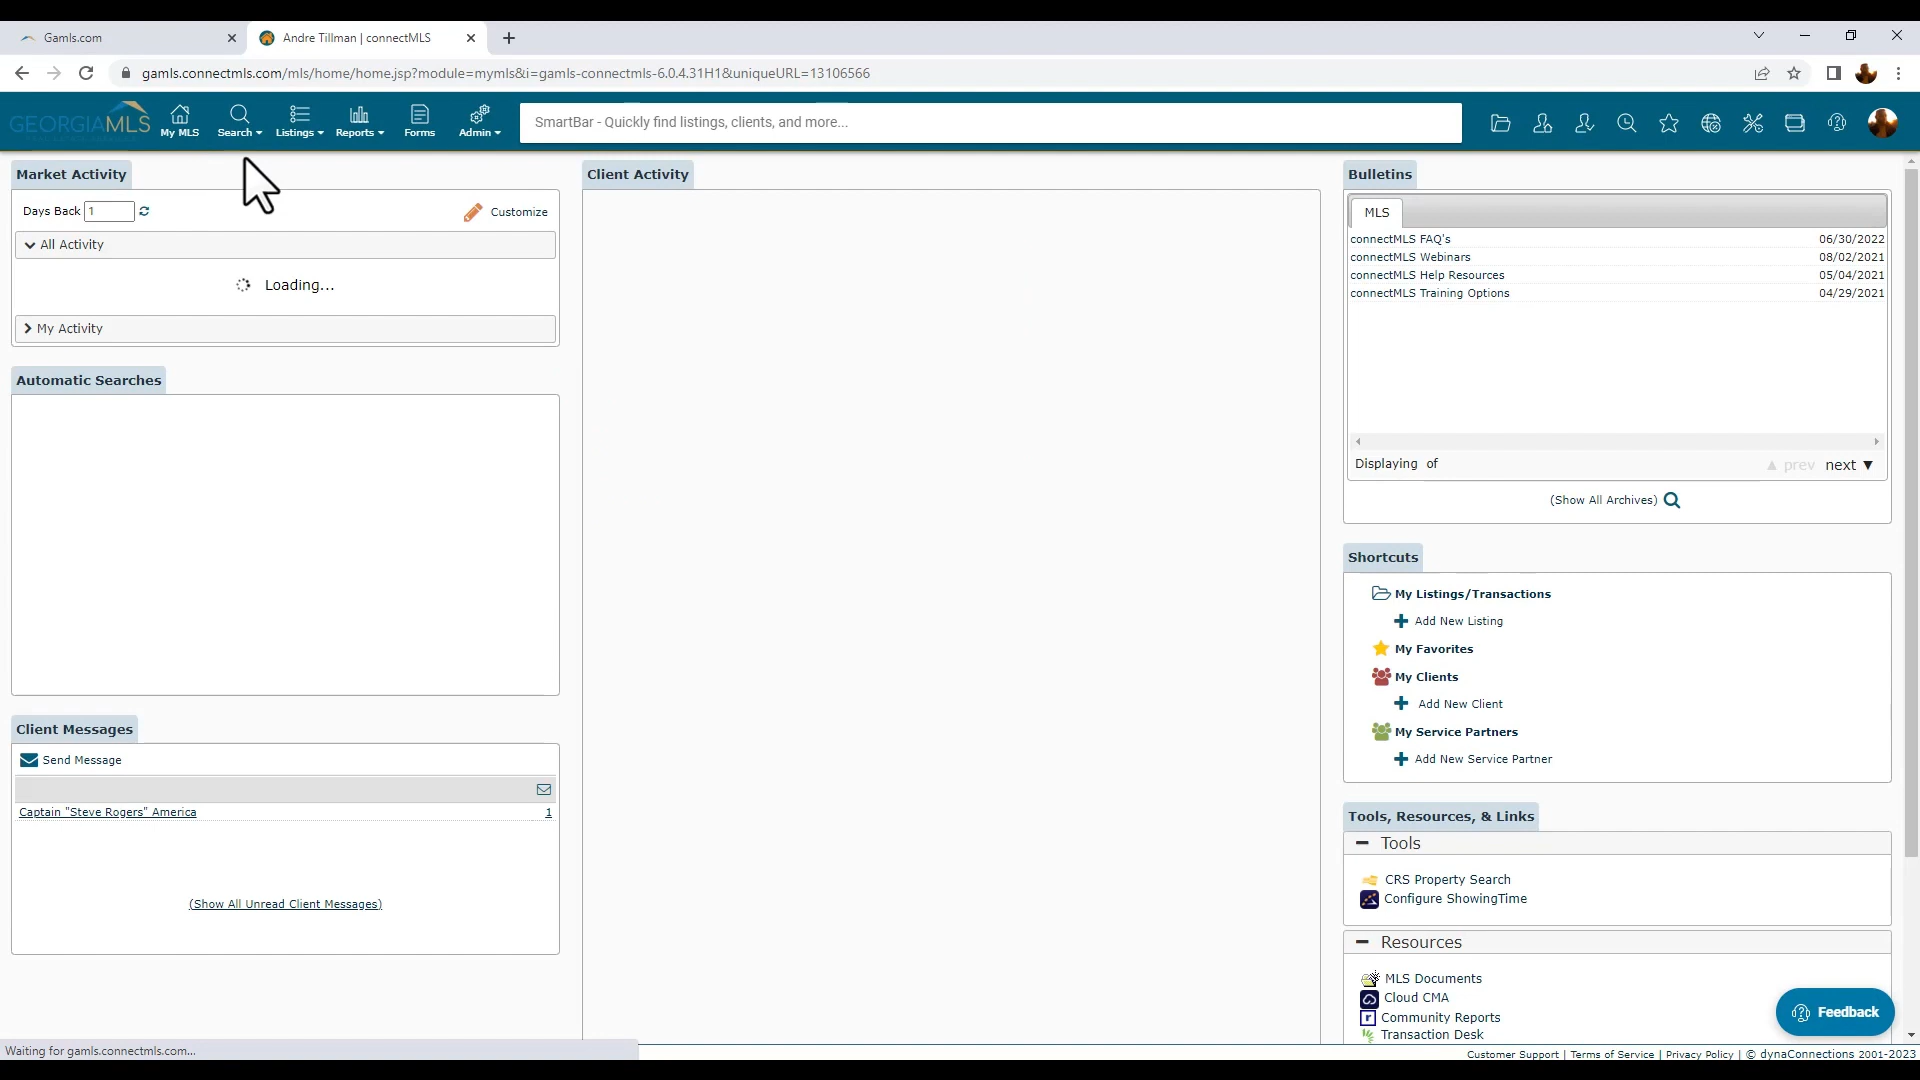 Gamls.com
Andre Tillman | connectMLS
gamls.connectmls.com/mls/home/home.jsp?module=mymls&i=gamls-connectmls-6.0.4.31H1&uniqueURL=13106566
GEORGIAMLS
My MLS
Search
Listings
Reports
Forms
Admin
SmartBar - Quickly find listings, clients, and more...
Market Activity
Days Back 1
Customize
All Activity
Loading...
My Activity
Automatic Searches
Client Messages
Send Message
Captain "Steve Rogers" America 1
(Show All Unread Client Messages)
Client Activity
Bulletins
MLS
connectMLS FAQ's 06/30/2022
connectMLS Webinars 08/02/2021
connectMLS Help Resources 05/04/2021
connectMLS Training Options 04/29/2021
Displaying of
▲ prev next ▼
(Show All Archives)
Shortcuts
My Listings/Transactions
Add New Listing
My Favorites
My Clients
Add New Client
My Service Partners
Add New Service Partner
Tools, Resources, & Links
Tools
CRS Property Search
Configure ShowingTime
Resources
MLS Documents
Cloud CMA
Community Reports
Transaction Desk
Feedback
Waiting for gamls.connectmls.com...
Customer Support | Terms of Service | Privacy Policy | © dynaConnections 2001-2023